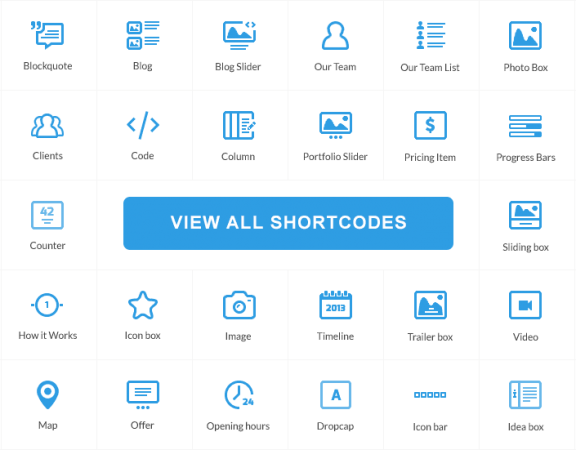 Blockquote
Blog
Blog Slider
Our Team
Our Team List
Photo Box
Clients
Code
Column
Portfolio Slider
$
Pricing Item
Progress Bars
42
Counter
VIEW ALL SHORTCODES
Sliding box
1
How it Works
Icon box
Image
2013
Timeline
Trailer box
Video
Map
Offer
24
Opening hours
A
Dropcap
Icon bar
i
Idea box